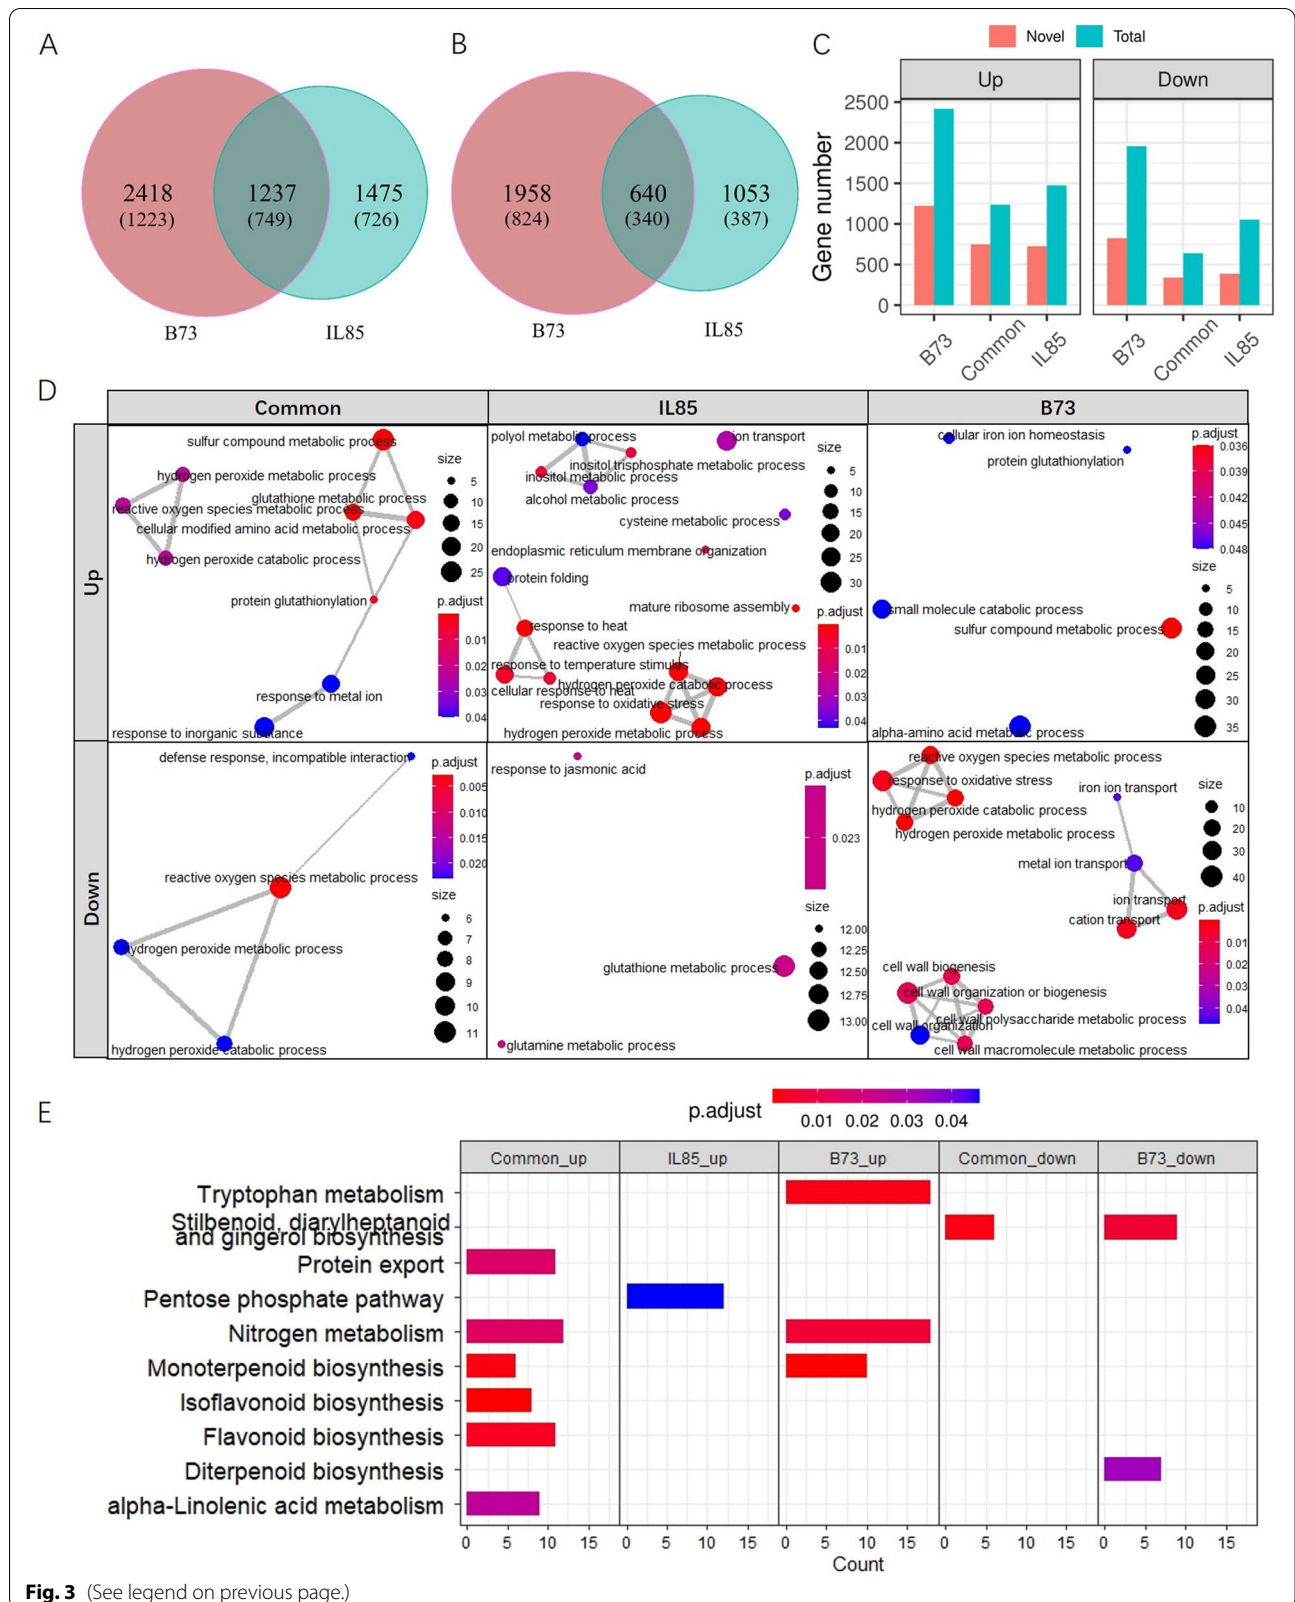 A
2418
(1223)
1237
(749)
1475
(726)
B73
IL85
B
1958
(824)
640
(340)
1053
(387)
B73
IL85
C
Novel
Total
Up
Down
Gene number
2500
2000
1500
1000
500
0
B73
Common
IL85
B73
Common
IL85
D
Common
IL85
B73
Up
sulfur compound metabolic process
hydrogen peroxide metabolic process
glutathione metabolic process
reactive oxygen species metabolic process
cellular modified amino acid metabolic process
hydrogen peroxide catabolic process
protein glutathionylation
response to metal ion
response to inorganic substance
size
5
10
15
20
25
p.adjust
0.01
0.02
0.03
0.04
polyol metabolic process
ion transport
inositol trisphosphate metabolic process
inositol metabolic process
alcohol metabolic process
cysteine metabolic process
endoplasmic reticulum membrane organization
protein folding
mature ribosome assembly
response to heat
reactive oxygen species metabolic process
response to temperature stimulus
hydrogen peroxide catabolic process
cellular response to heat
response to oxidative stress
hydrogen peroxide metabolic process
size
5
10
15
20
25
30
p.adjust
0.01
0.02
0.03
0.04
cellular iron ion homeostasis
protein glutathionylation
small molecule catabolic process
sulfur compound metabolic process
alpha-amino acid metabolic process
p.adjust
0.036
0.039
0.042
0.045
0.048
size
5
10
15
20
25
30
35
Down
defense response, incompatible interaction
reactive oxygen species metabolic process
hydrogen peroxide metabolic process
hydrogen peroxide catabolic process
p.adjust
0.005
0.010
0.015
0.020
size
6
7
8
9
10
11
response to jasmonic acid
glutathione metabolic process
glutamine metabolic process
p.adjust
0.023
size
12.00
12.25
12.50
12.75
13.00
reactive oxygen species metabolic process
response to oxidative stress
iron ion transport
hydrogen peroxide catabolic process
hydrogen peroxide metabolic process
metal ion transport
ion transport
cation transport
cell wall biogenesis
cell wall organization or biogenesis
cell wall polysaccharide metabolic process
cell wall organization
cell wall macromolecule metabolic process
size
10
20
30
40
p.adjust
0.01
0.02
0.03
0.04
E
p.adjust
0.01 0.02 0.03 0.04
Common_up
IL85_up
B73_up
Common_down
B73_down
Tryptophan metabolism
Stilbenoid, diarylheptanoid
and gingerol biosynthesis
Protein export
Pentose phosphate pathway
Nitrogen metabolism
Monoterpenoid biosynthesis
Isoflavonoid biosynthesis
Flavonoid biosynthesis
Diterpenoid biosynthesis
alpha-Linolenic acid metabolism
0 5 10 15 0 5 10 15 0 5 10 15 0 5 10 15 0 5 10 15
Count
Fig. 3 (See legend on previous page.)